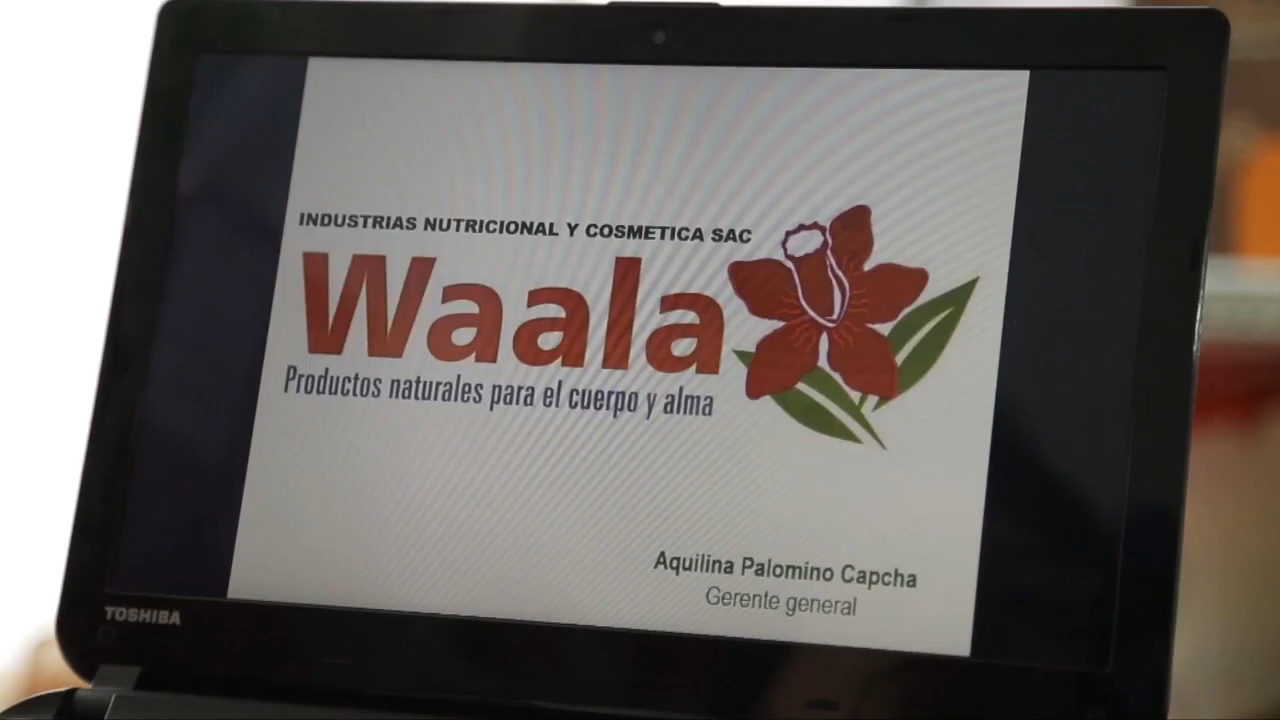 INDUSTRIAS NUTRICIONAL Y COSMETICA SAC
Waala
Productos naturales para el cuerpo y alma
Aquilina Palomino Capcha
Gerente general
TOSHIBA